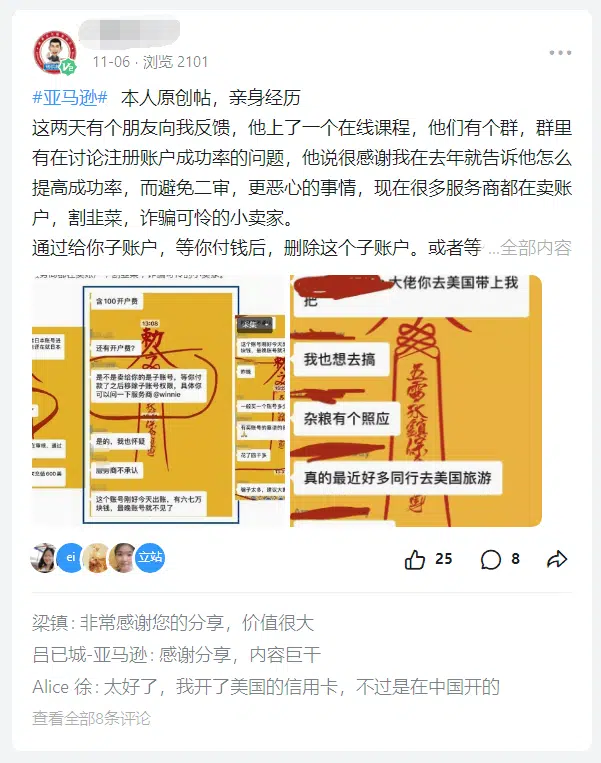 11-06 · 浏览 2101
#亚马逊# 本人原创帖，亲身经历
这两天有个朋友向我反馈，他上了一个在线课程，他们有个群，群里
有在讨论注册账户成功率的问题，他说很感谢我在去年就告诉他怎么
提高成功率，而避免二审，更恶心的事情，现在很多服务商都在卖账
户，割韭菜，诈骗可怜的小卖家。
通过给你子账户，等你付钱后，删除这个子账户。或者等 ...全部内容
含100开户费
13:08
还有开户费?
是不是卖给你的是子账号，等你付
款了之后移除子账号权限，具体你
可以问一下服务商@winnie
是的，我也怀疑
服务商不承认
这个账号刚好今天出账，有六七万
块钱，最晚账号就不见了
敕
昨晚
花了四千多
大佬你去美国带上我
把
我也想去搞
杂粮有个照应
真的最近好多同行去美国旅游
ei
立站
25
8
梁镇：非常感谢您的分享，价值很大
吕已城-亚马逊：感谢分享，内容巨干
Alice 徐：太好了，我开了美国的信用卡，不过是在中国开的
查看全部8条评论